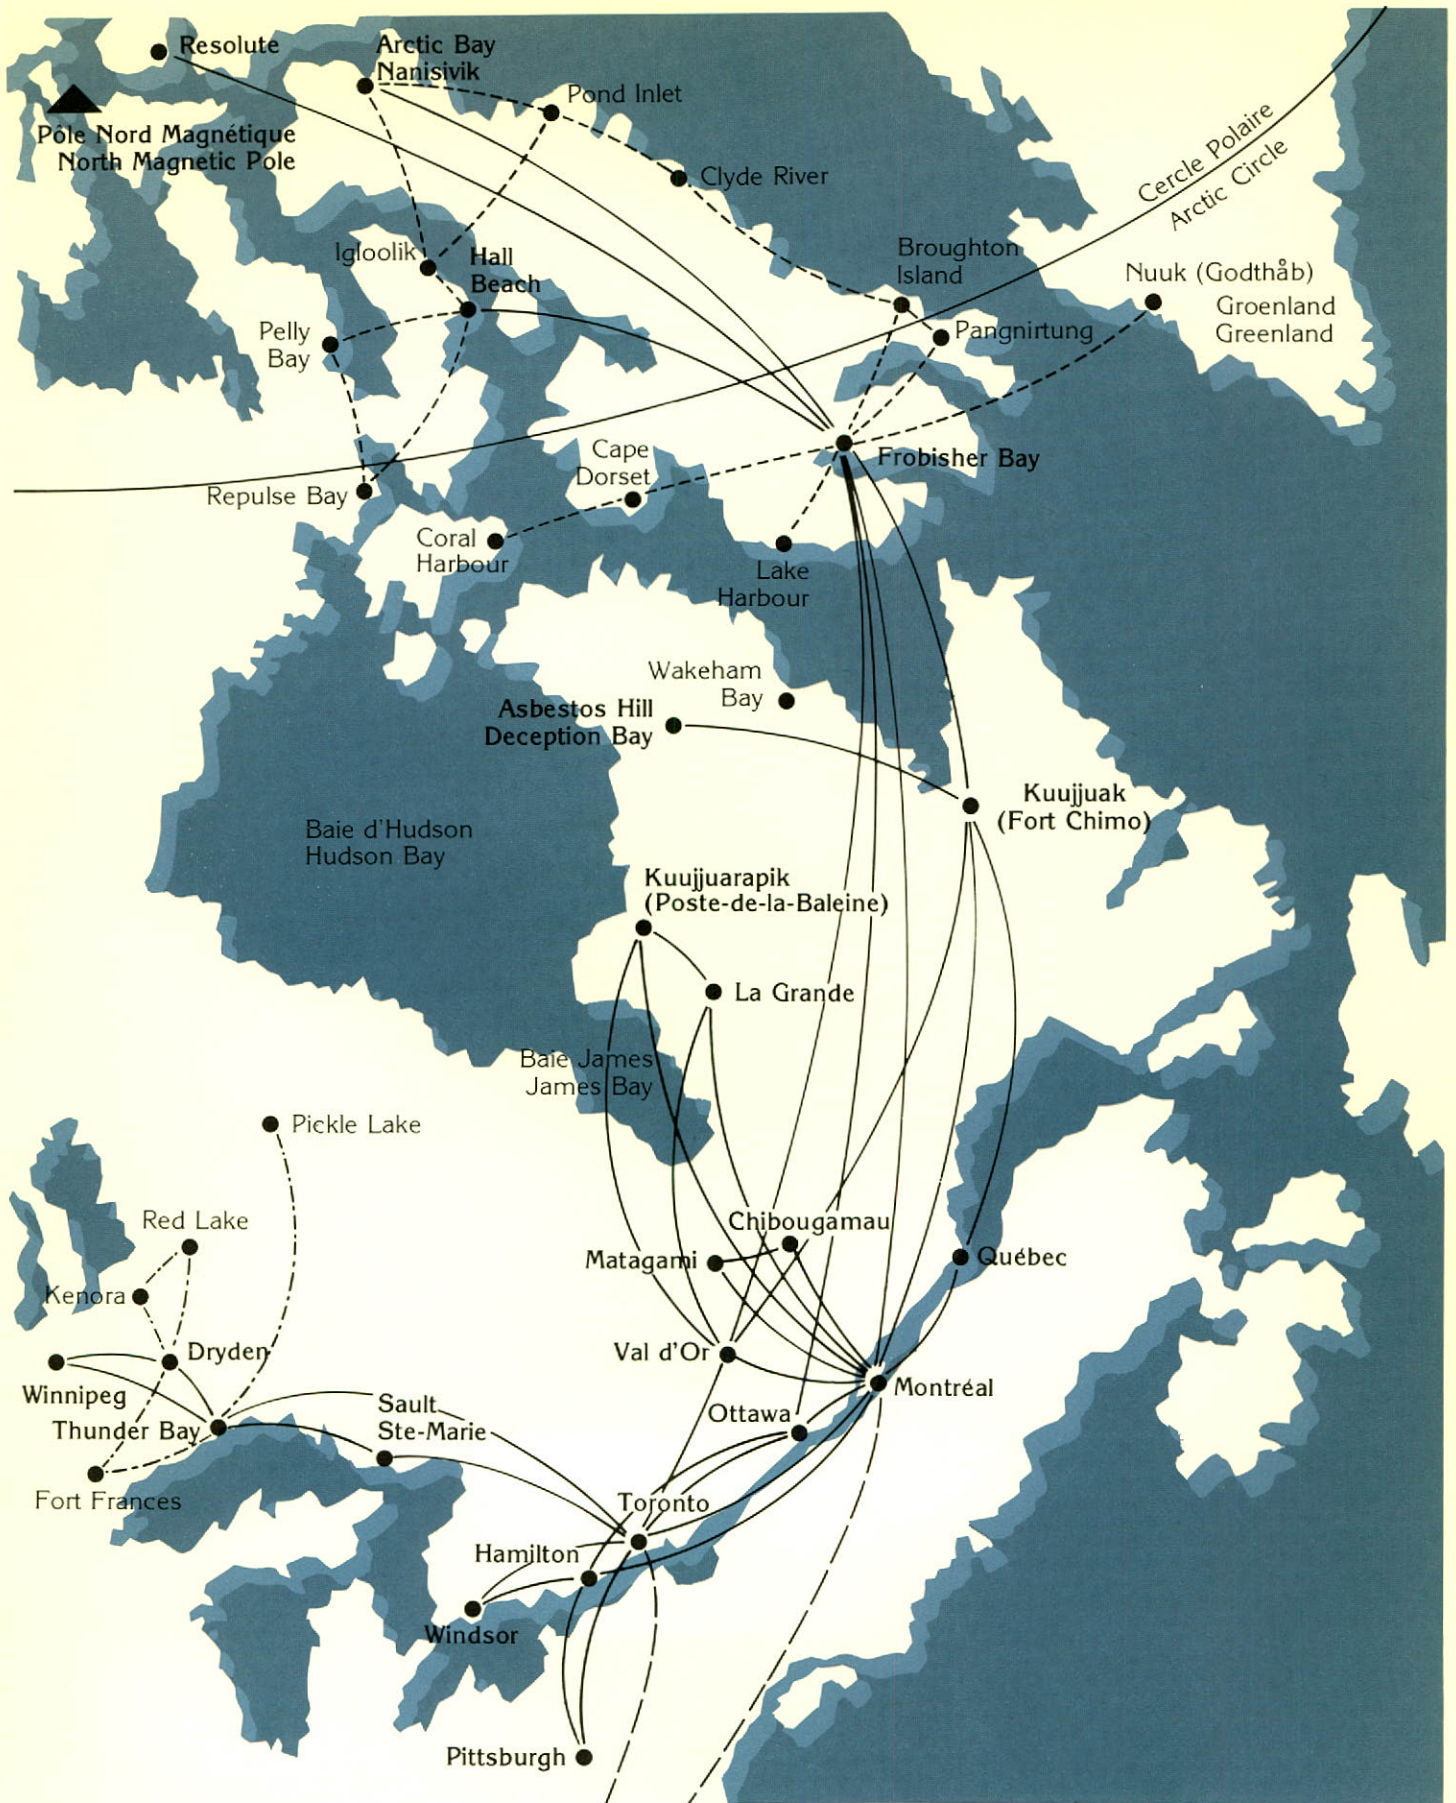 Resolute
Arctic Bay
Nanisivik
Pond Inlet
Pôle Nord Magnétique
North Magnetic Pole
Clyde River
Cercle Polaire
Arctic Circle
Igloolik
Hall
Beach
Broughton
Island
Nuuk (Godthåb)
Groenland
Greenland
Pelly
Bay
Pangnirtung
Cape
Dorset
Frobisher Bay
Repulse Bay
Coral
Harbour
Lake
Harbour
Wakeham
Bay
Asbestos Hill
Deception Bay
Kuujjuak
(Fort Chimo)
Baie d'Hudson
Hudson Bay
Kuujjuarapik
(Poste-de-la-Baleine)
La Grande
Baie James
James Bay
Pickle Lake
Red Lake
Chibougamau
Matagami
Québec
Kenora
Dryden
Val d'Or
Winnipeg
Montréal
Sault
Ste-Marie
Ottawa
Thunder Bay
Fort Frances
Toronto
Hamilton
Windsor
Pittsburgh